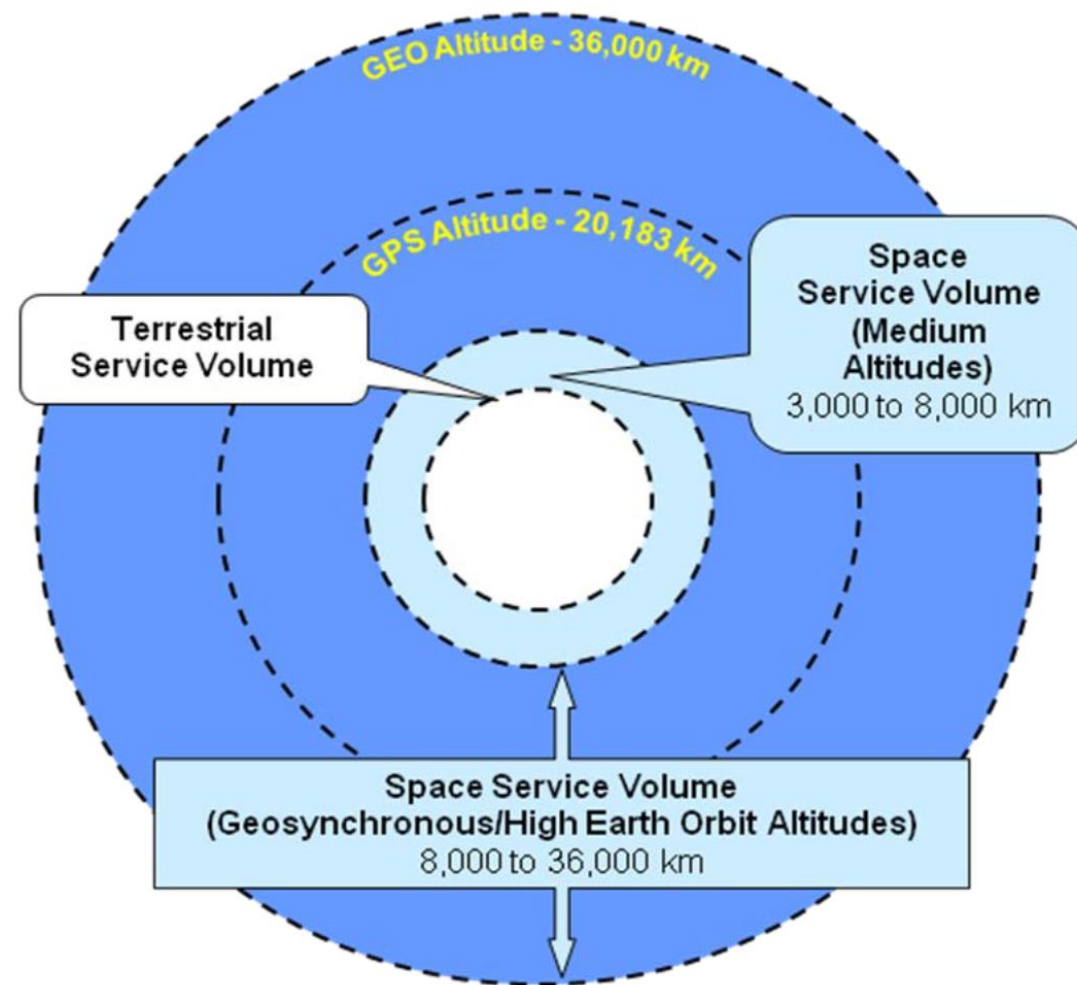 GEO Altitude - 36,000 km
GPS Altitude - 20,183 km
Terrestrial
Service Volume
Space
Service Volume
(Medium
Altitudes)
3,000 to 8,000 km
Space Service Volume
(Geosynchronous/High Earth Orbit Altitudes)
8,000 to 36,000 km